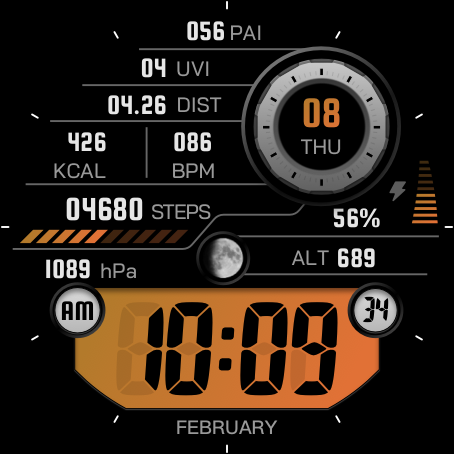 056 PAI
04 UVI
04.26 DIST
08
THU
426 KCAL
086 BPM
04680 STEPS
56%
1089 hPa
ALT 689
AM
10:09
34
FEBRUARY